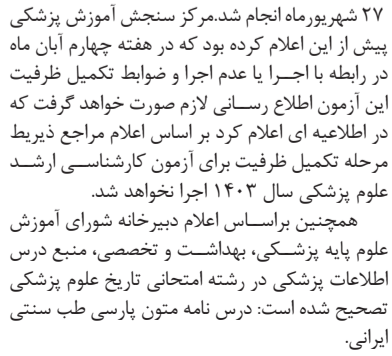 ۲۷ شهریورماه انجام شد.مرکز سنجش آموزش پزشکی
پیش از این اعلام کرده بود که در هفته چهارم آبان ماه
در رابطه با اجـرا یا عدم اجرا و ضوابط تکمیل ظرفیت
این آزمون اطلاع رسـانی لازم صورت خواهد گرفت که
در اطلاعیه ای اعلام کرد بر اساس اعلام مراجع ذیربط
مرحله تکمیل ظرفیت برای آزمون کارشناسـی ارشـد
علوم پزشکی سال ۱۴۰۳ اجرا نخواهد شد.
همچنین براسـاس اعلام دبیرخانه شورای آموزش
علوم پایه پزشـکی، بهداشـت و تخصصی، منبع درس
اطلاعات پزشکی در رشته امتحانی تاریخ علوم پزشکی
تصحیح شده است: درس نامه متون پارسی طب سنتی
ایرانی.